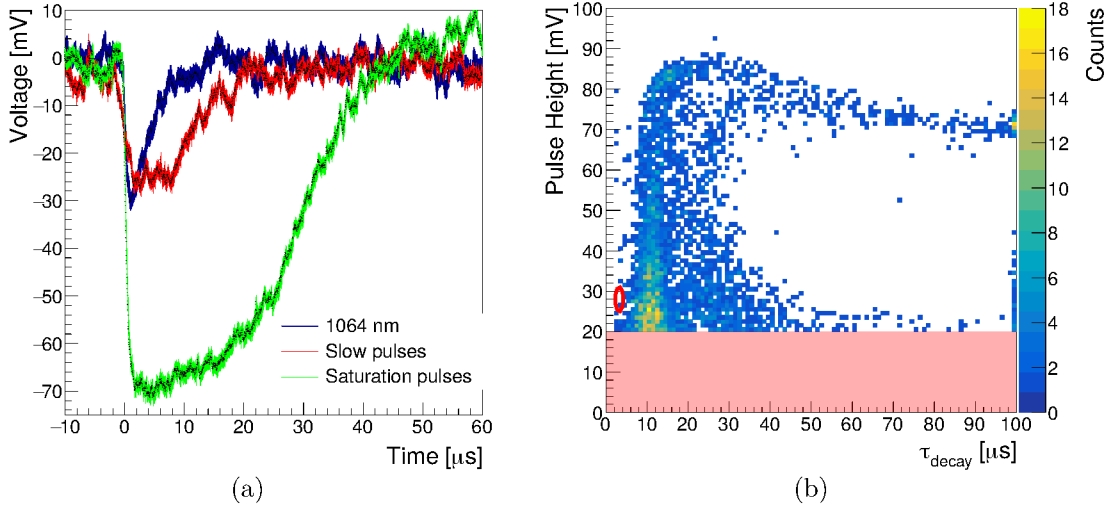 10
0
−10
−20
−30
−40
−50
−60
−70
Voltage [mV]
1064 nm
Slow pulses
Saturation pulses
−10 0 10 20 30 40 50 60
Time [μs]
(a)
100
90
80
70
60
50
40
30
20
10
0
Pulse Height [mV]
0 10 20 30 40 50 60 70 80 90 100
τdecay [μs]
18
16
14
12
10
8
6
4
2
0
Counts
(b)